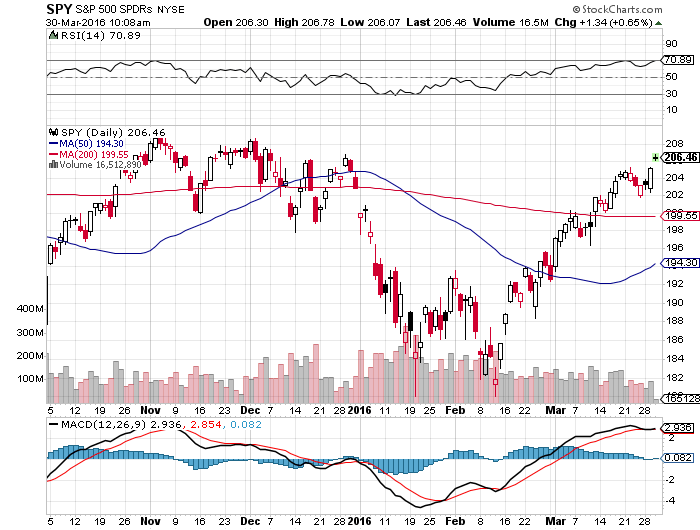 SPY S&P 500 SPDRs NYSE © StockCharts.com
30-Mar-2016 10:08am Open 206.30 High 206.78 Low 206.07 Last 206.46 Volume 16.5M Chg +1.34 (+0.65%)
RSI(14) 70.89
90
70.89
50
30
10
SPY (Daily) 206.46
MA(50) 194.30
MA(200) 199.55
Volume 16,512,890
208
206.46
204
202
199.55
198
196
194.30
192
190
188
186
184
182
400M
300M
200M
100M
5 12 19 26 Nov 9 16 23 Dec 7 14 21 28 2016 11 19 25 Feb 8 16 22 Mar 7 14 21 28
MACD(12,26,9) 2.936, 2.854, 0.082
2.936
0.082
-2
-4
5 12 19 26 Nov 9 16 23 Dec 7 14 21 28 2016 11 19 25 Feb 8 16 22 Mar 7 14 21 28